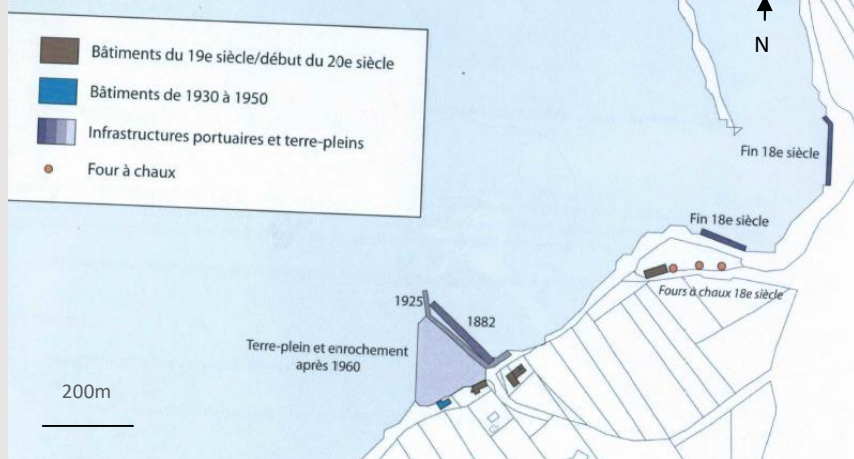 N
Bâtiments du 19e siècle/début du 20e siècle
Bâtiments de 1930 à 1950
Infrastructures portuaires et terre-pleins
Four à chaux
Fin 18e siècle
Fin 18e siècle
Fours à chaux 18e siècle
1925
1882
Terre-plein et enrochement
après 1960
200m